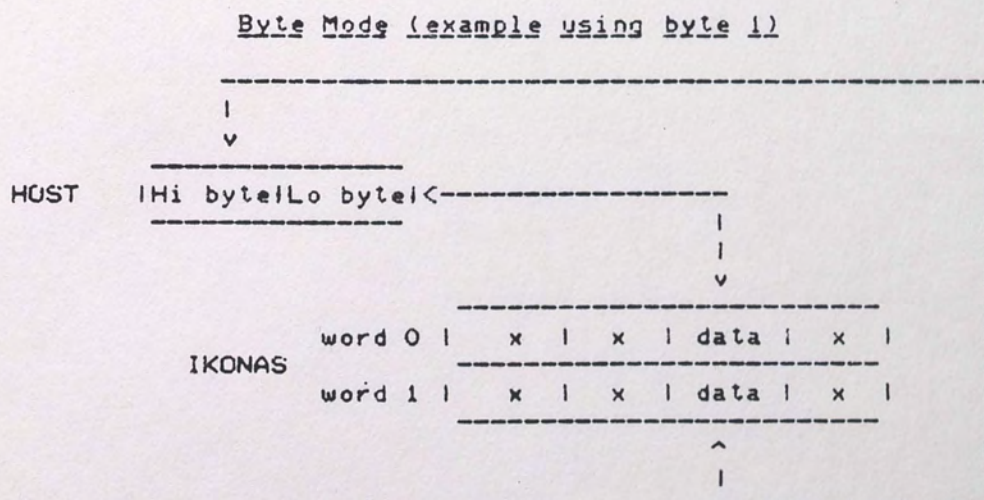 Byte Mode (example using byte 1)
HOST |Hi byte|Lo byte|<
v
v
word 0 | x | x | data | x |
IKONAS
word 1 | x | x | data | x |
^